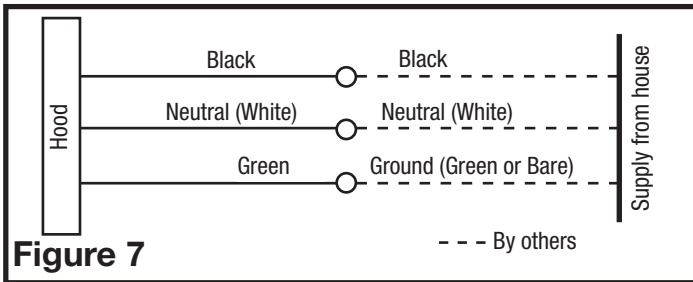 Hood
Black Black
Neutral (White) Neutral (White)
Green Ground (Green or Bare)
Supply from house
Figure 7
--- By others